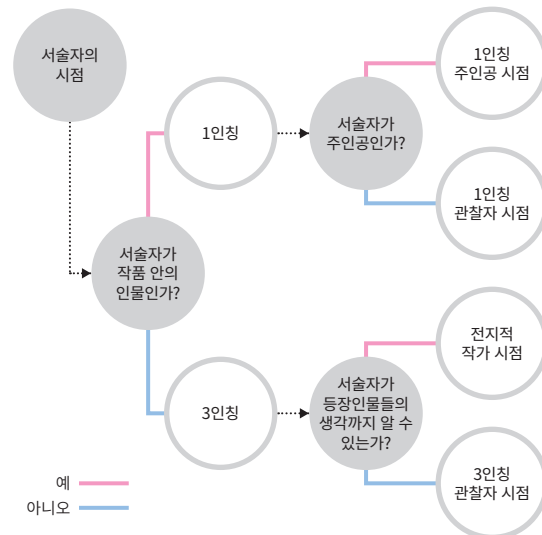 서술자의
시점
서술자가
작품 안의
인물인가?
1인칭
서술자가
주인공인가?
1인칭
주인공 시점
1인칭
관찰자 시점
3인칭
서술자가
등장인물들의
생각까지 알 수
있는가?
전지적
작가 시점
3인칭
관찰자 시점
예
아니오